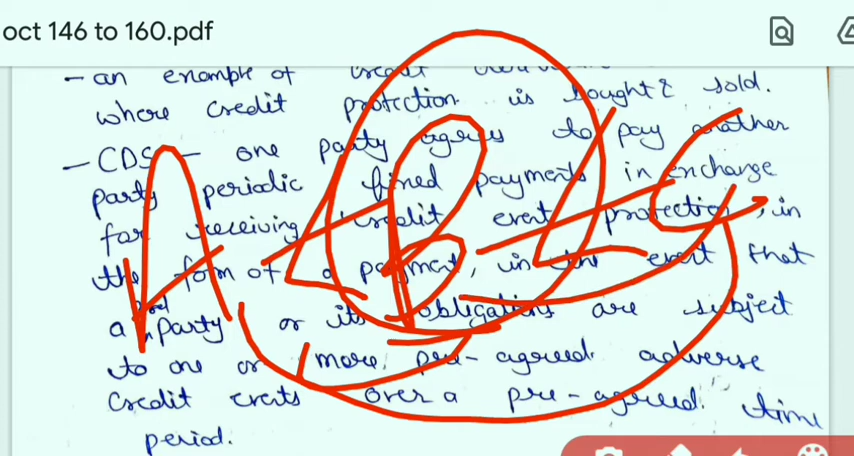 oct 146 to 160.pdf
- an example of credit
where credit protection is bought & sold.
- CDS - one party agrees to pay another
party periodic fixed payments in exchange
for receiving credit event protection, in
the form of a payment, in the event that
a 3rd party or its obligations are subject
to one or more pre-agreed adverse
credit events over a pre-agreed time
period.
A B C